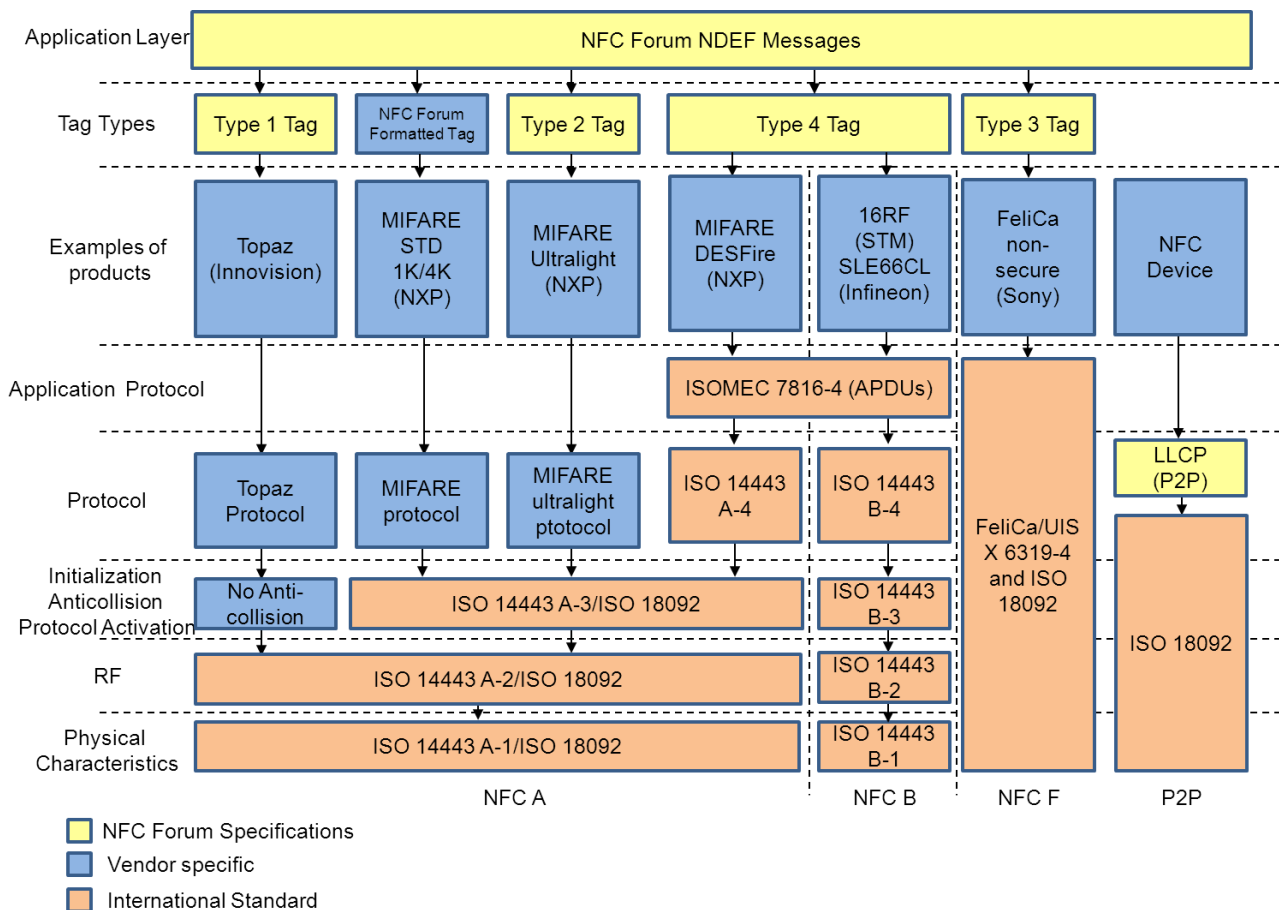 Application Layer
NFC Forum NDEF Messages
Tag Types
Type 1 Tag
NFC Forum
Formatted Tag
Type 2 Tag
Type 4 Tag
Type 3 Tag
Examples of
products
Topaz
(Innovision)
MIFARE
STD
1K/4K
(NXP)
MIFARE
Ultralight
(NXP)
MIFARE
DESFire
(NXP)
16RF
(STM)
SLE66CL
(Infineon)
FeliCa
non-
secure
(Sony)
NFC
Device
Application Protocol
ISOMEC 7816-4 (APDUs)
Protocol
Topaz
Protocol
MIFARE
protocol
MIFARE
ultralight
ptotocol
ISO 14443
A-4
ISO 14443
B-4
FeliCa/UIS
X 6319-4
and ISO
18092
LLCP
(P2P)
ISO 18092
Initialization
Anticollision
Protocol Activation
No Anti-
collision
ISO 14443 A-3/ISO 18092
ISO 14443
B-3
RF
ISO 14443 A-2/ISO 18092
ISO 14443
B-2
Physical
Characteristics
ISO 14443 A-1/ISO 18092
ISO 14443
B-1
NFC A
NFC B
NFC F
P2P
NFC Forum Specifications
Vendor specific
International Standard